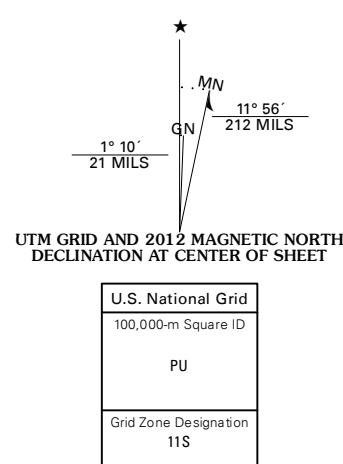 ★
MN
11° 56´
212 MILS
GN
1° 10´
21 MILS
UTM GRID AND 2012 MAGNETIC NORTH
DECLINATION AT CENTER OF SHEET
U.S. National Grid
100,000-m Square ID
PU
Grid Zone Designation
11S